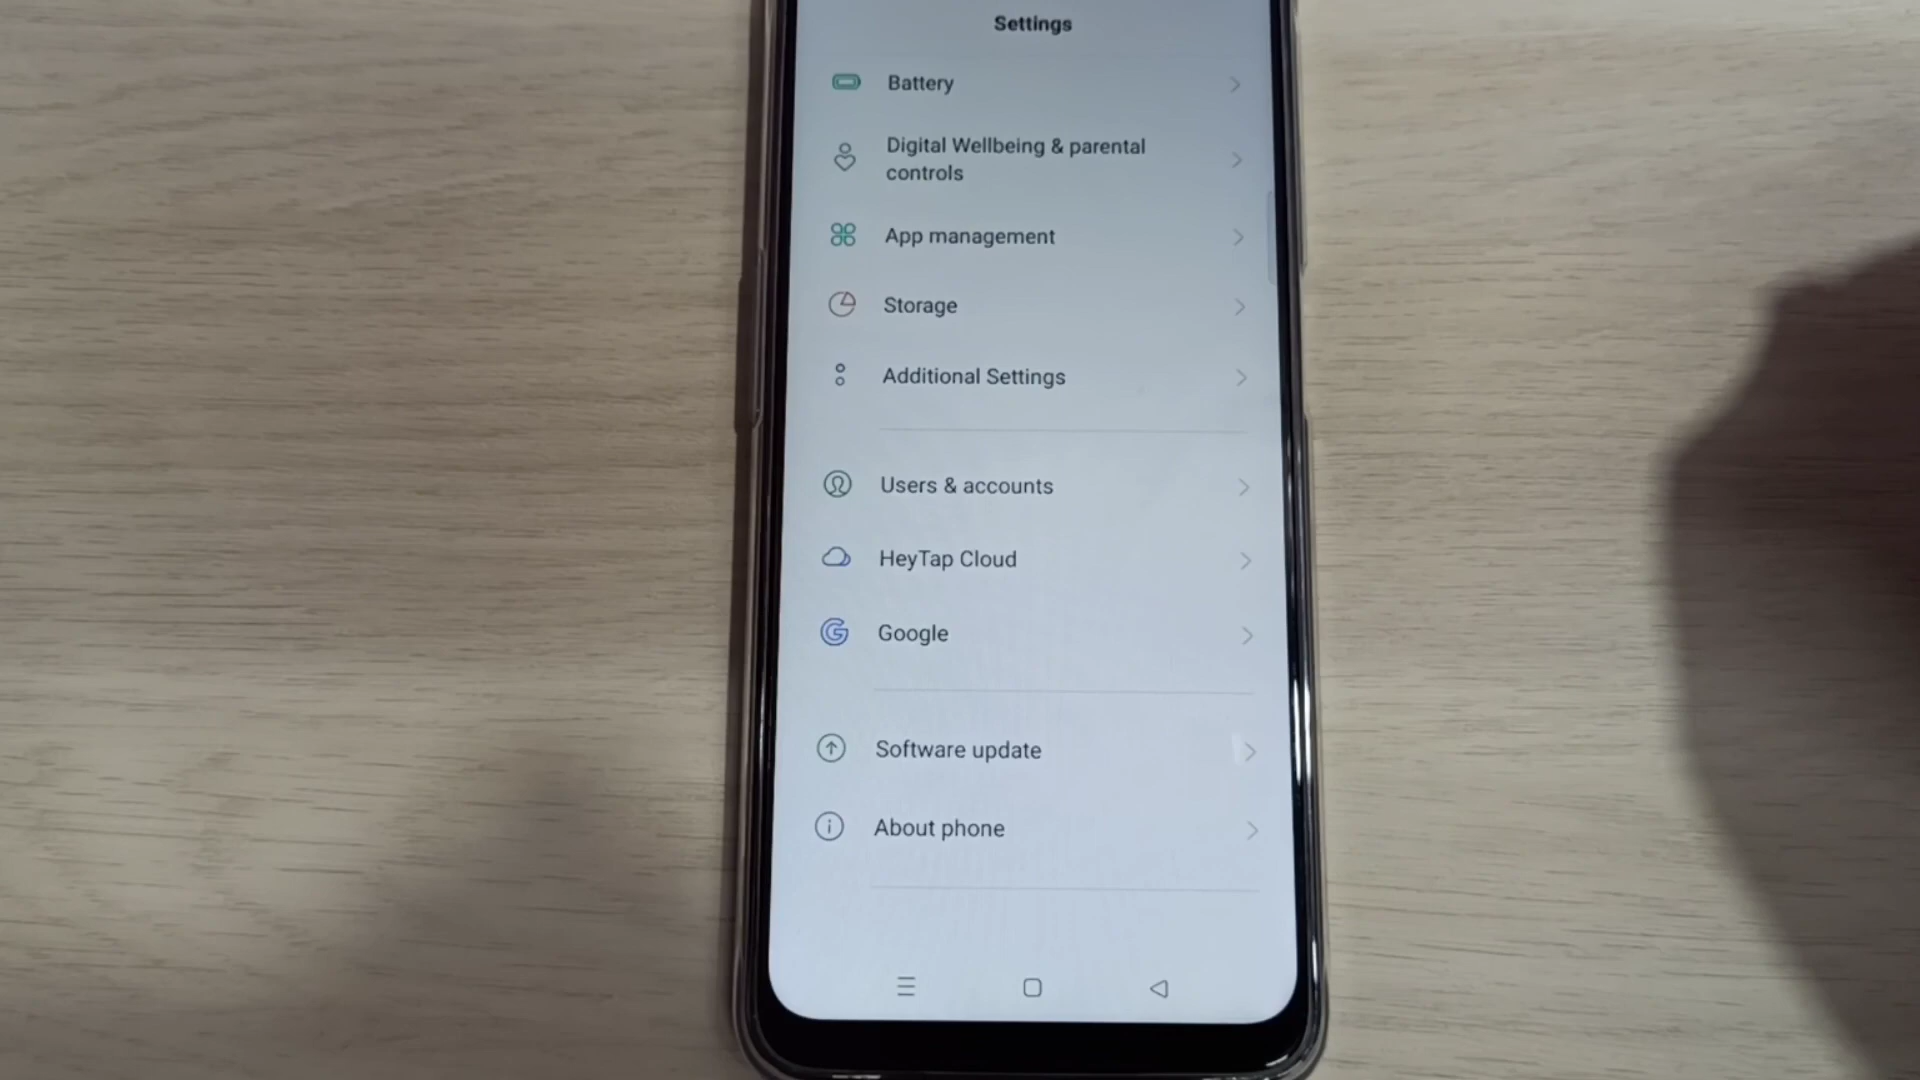 Settings
Battery
Digital Wellbeing & parental
controls
App management
Storage
Additional Settings
Users & accounts
HeyTap Cloud
Google
Software update
About phone